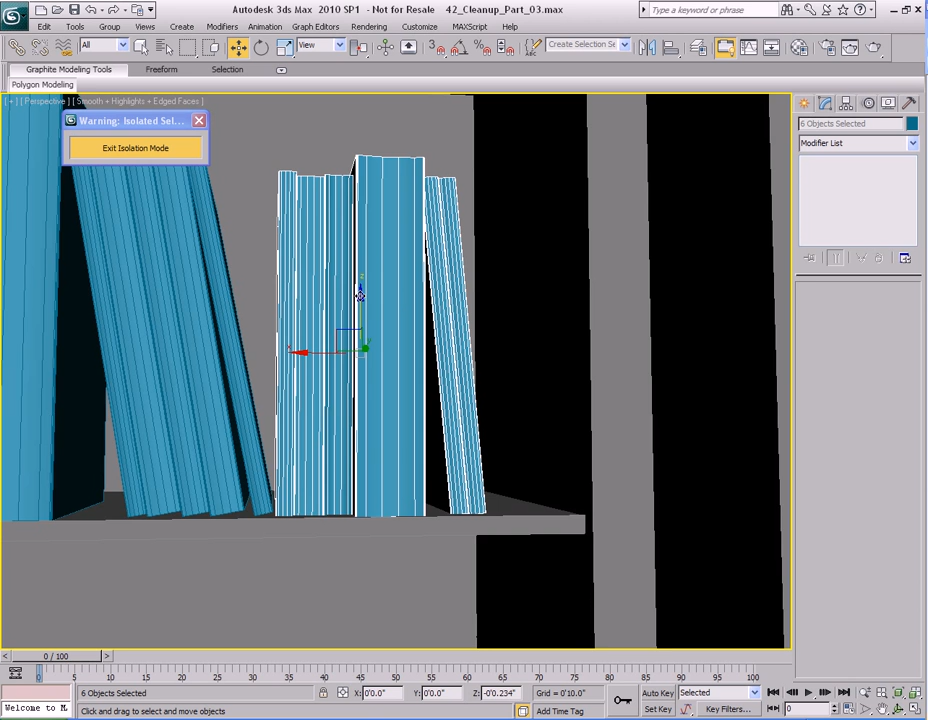 Autodesk 3ds Max 2010 SP1 - Not for Resale 42_Cleanup_Part_03.max
Type a keyword or phrase
Edit Tools Group Views Create Modifiers Animation Graph Editors Rendering Customize MAXScript Help
All View Create Selection Se
Graphite Modeling Tools Freeform Selection
Polygon Modeling
[ + ] [ Perspective ] [ Smooth + Highlights + Edged Faces ]
Warning: Isolated Sel...
Exit Isolation Mode
6 Objects Selected
Modifier List
0 / 100
0 5 10 15 20 25 30 35 40 45 50 55 60 65 70 75 80 85 90 95 100
6 Objects Selected X: 0'0.0" Y: 0'0.0" Z: -0'0.234" Grid = 0'10.0" Auto Key Selected
Welcome to M Click and drag to select and move objects Add Time Tag Set Key Key Filters... 0